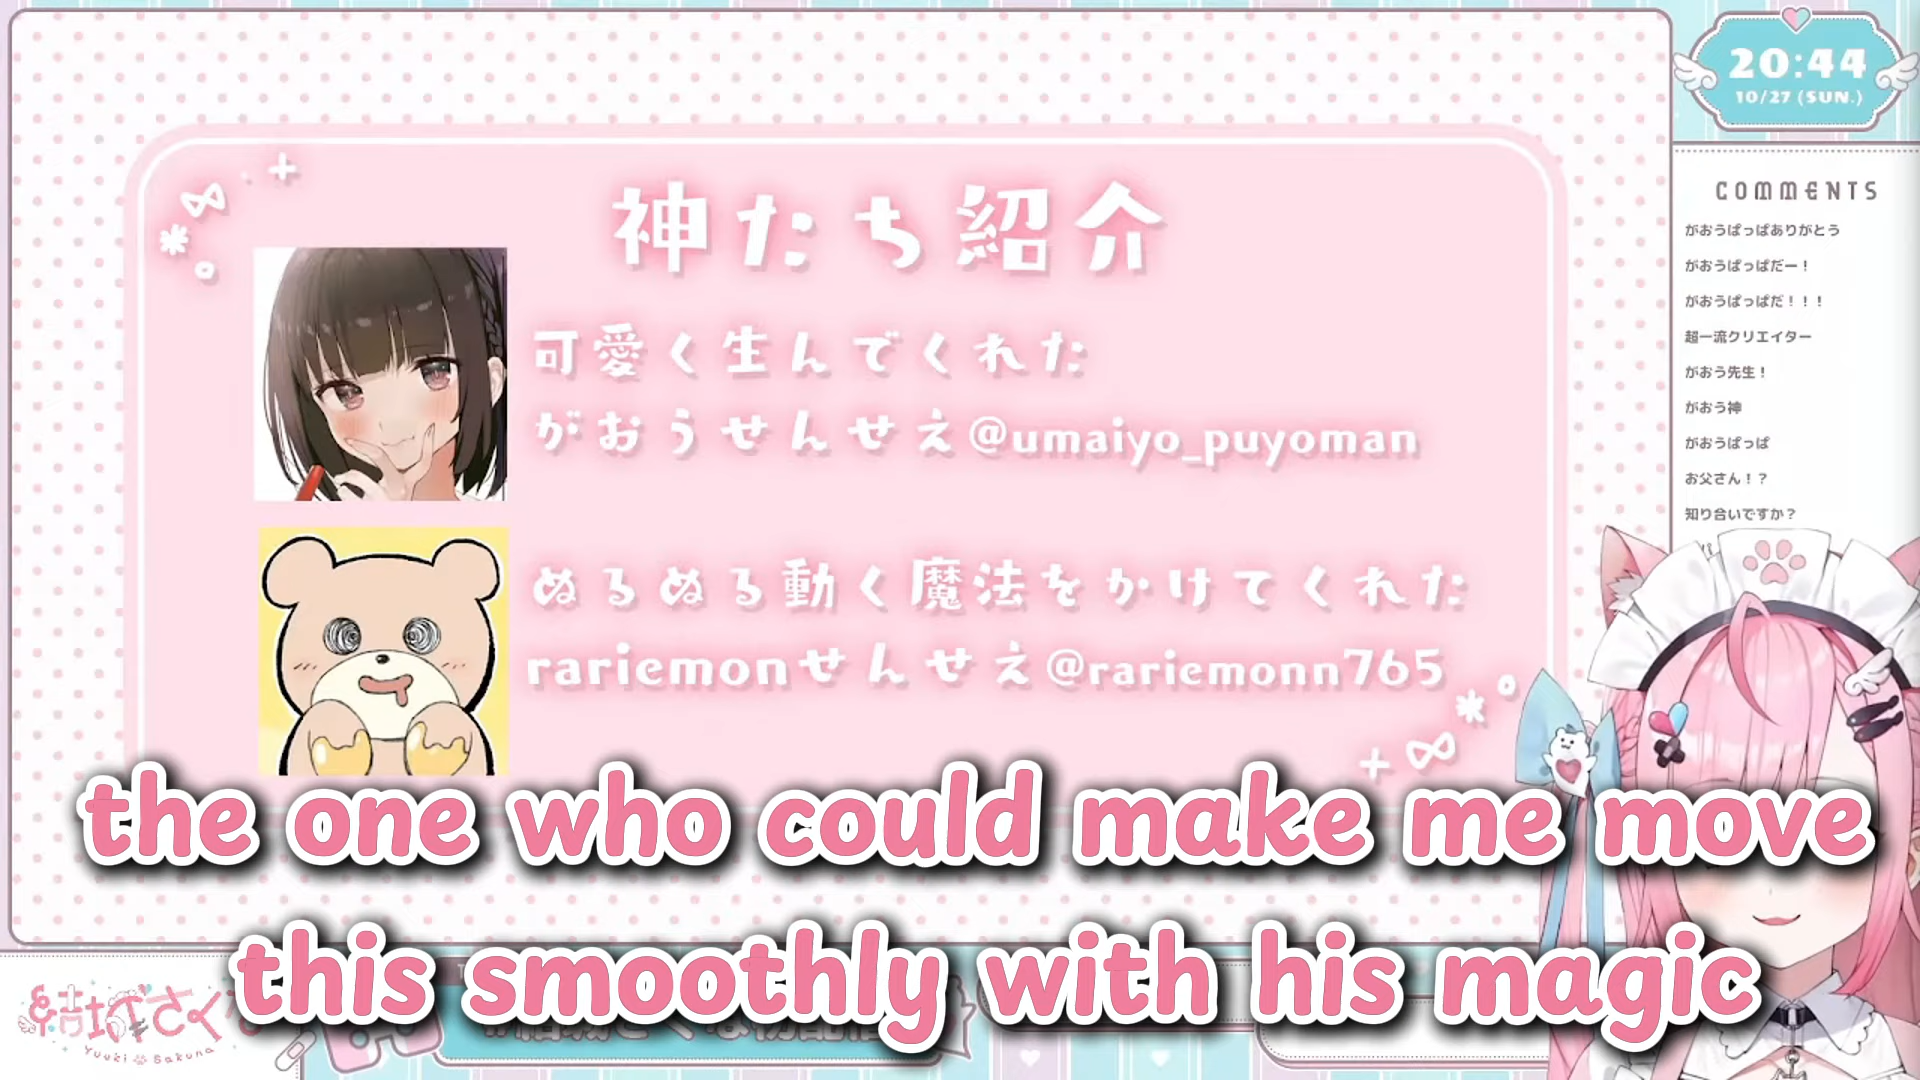 20:44
10/27 (SUN.)
神たち紹介
可愛く生んでくれた
がおうせんせえ@umaiyo_puyoman
ぬるぬる動く魔法をかけてくれた
rariemonせんせえ@rariemonn765
COMMENTS
がおうぱっぱありがとう
がおうぱっぱだー！
がおうぱっぱだ！！！
超一流クリエイター
がおう先生！
がおう神
がおうぱっぱ
お父さん！？
知り合いですか？
the one who could make me move
this smoothly with his magic
結城さくな
Yuuki Sakuna